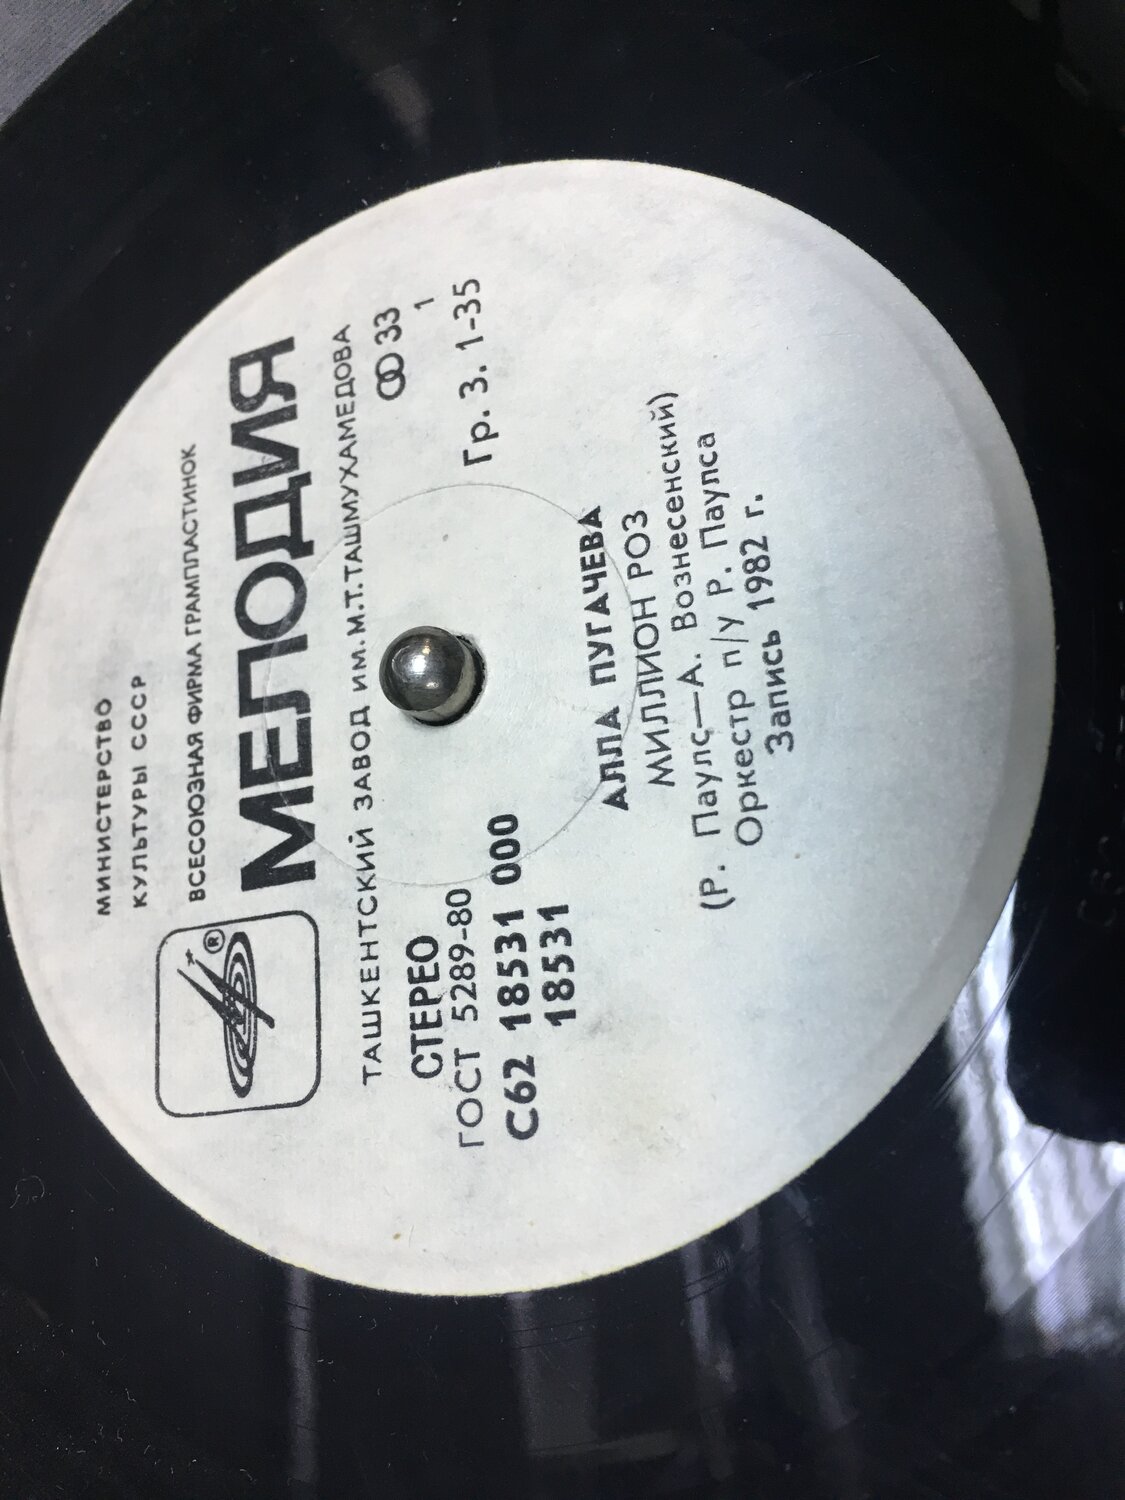 МИНИСТЕРСТВО
КУЛЬТУРЫ СССР
ВСЕСОЮЗНАЯ ФИРМА ГРАМПЛАСТИНОК
®
МЕЛОДИЯ
ТАШКЕНТСКИЙ ЗАВОД ИМ. М.Т.ТАШМУХАМЕДОВА
СТЕРЕО
33
ГОСТ 5289-80
1
С62 18531 000
Гр. 3. 1-35
18531
АЛЛА ПУГАЧЕВА
МИЛЛИОН РОЗ
(Р. Паулс—А. Вознесенский)
Оркестр п/у Р. Паулса
Запись 1982 г.